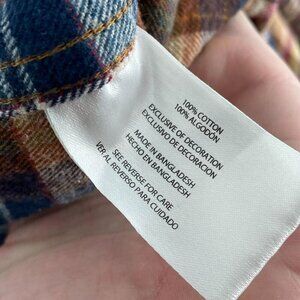 100% COTTON
100% ALGODÓN
EXCLUSIVE OF DECORATION
EXCLUSIVO DE DECORACIÓN
MADE IN BANGLADESH
HECHO EN BANGLADESH
SEE REVERSE FOR CARE
VER AL REVERSO PARA CUIDADO